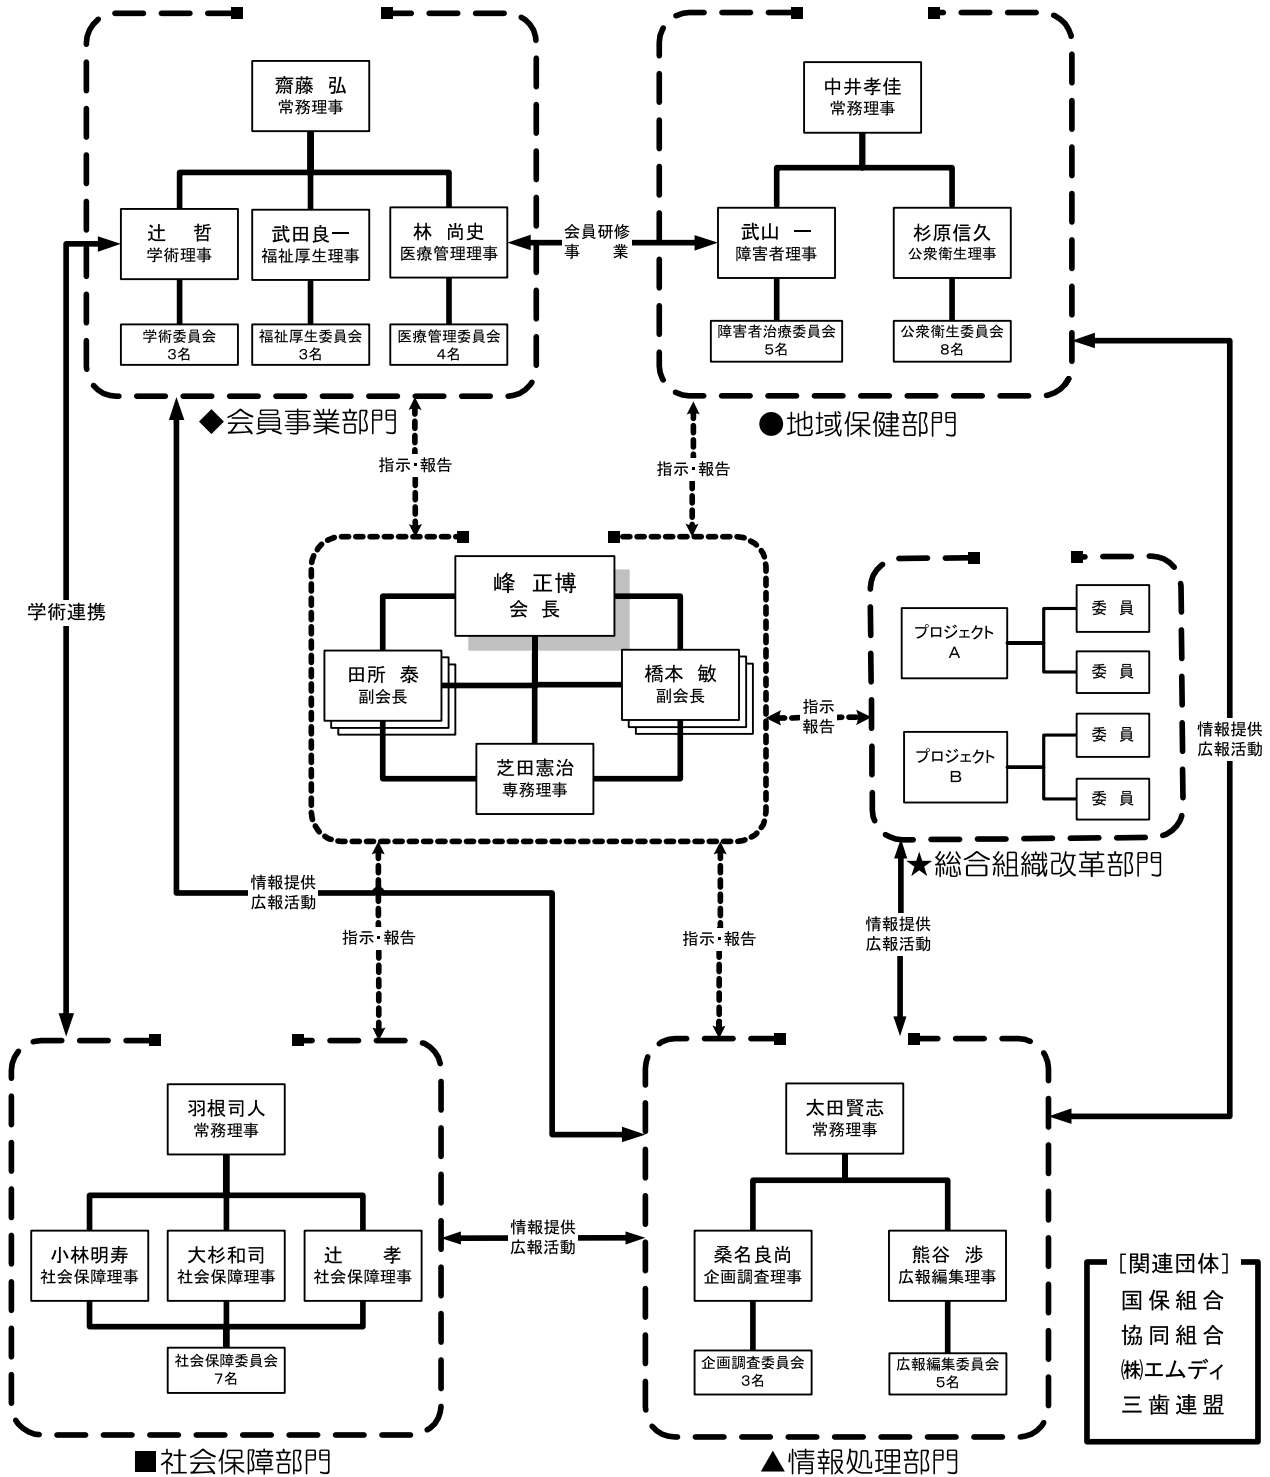 齋藤　弘
常務理事
辻　哲
学術理事
武田良一
福祉厚生理事
林　尚史
医療管理理事
学術委員会
3名
福祉厚生委員会
3名
医療管理委員会
4名
◆会員事業部門
会員研修
事　業
中井孝佳
常務理事
武山　一
障害者理事
杉原信久
公衆衛生理事
障害者治療委員会
5名
公衆衛生委員会
8名
●地域保健部門
指示・報告
指示・報告
学術連携
峰　正博
会　長
田所　泰
副会長
橋本　敏
副会長
芝田憲治
専務理事
指示
報告
プロジェクト
A
委　員
委　員
プロジェクト
B
委　員
委　員
★総合組織改革部門
情報提供
広報活動
情報提供
広報活動
指示・報告
指示・報告
情報提供
広報活動
羽根司人
常務理事
小林明寿
社会保障理事
大杉和司
社会保障理事
辻　孝
社会保障理事
社会保障委員会
7名
■社会保障部門
情報提供
広報活動
太田賢志
常務理事
桑名良尚
企画調査理事
熊谷　渉
広報編集理事
企画調査委員会
3名
広報編集委員会
5名
▲情報処理部門
［関連団体］
国保組合
協同組合
㈱エムディ
三歯連盟